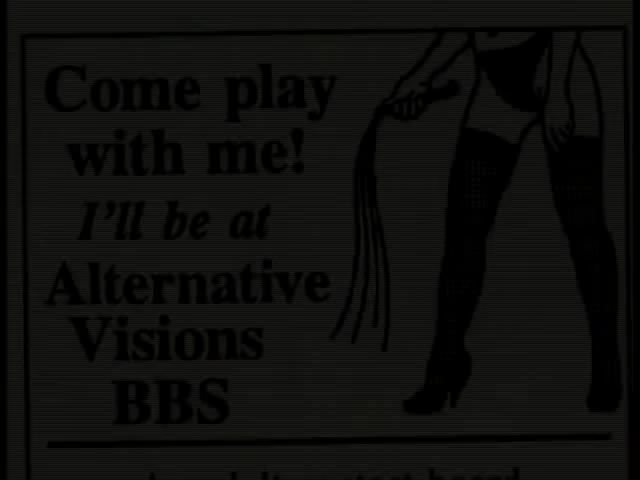 Come play
with me!
I'll be at
Alternative
Visions
BBS